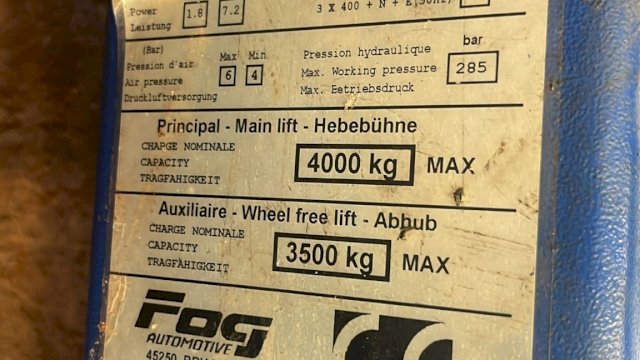 Power 1.8 7.2 3 X 400 + N + E
Leistung
(Bar) Max Min bar
Pression d'air Pression hydraulique
Air pressure 6 4 Max. Working pressure 285
Druckluftversorgung Max. Betriebsdruck
Principal - Main lift - Hebebühne
CHARGE NOMINALE
CAPACITY 4000 kg MAX
TRAGFAHIGKEIT
Auxiliaire - Wheel free lift - Abhub
CHARGE NOMINALE
CAPACITY 3500 kg MAX
TRAGFÀHIGKEIT
FOG
AUTOMOTIVE
45250